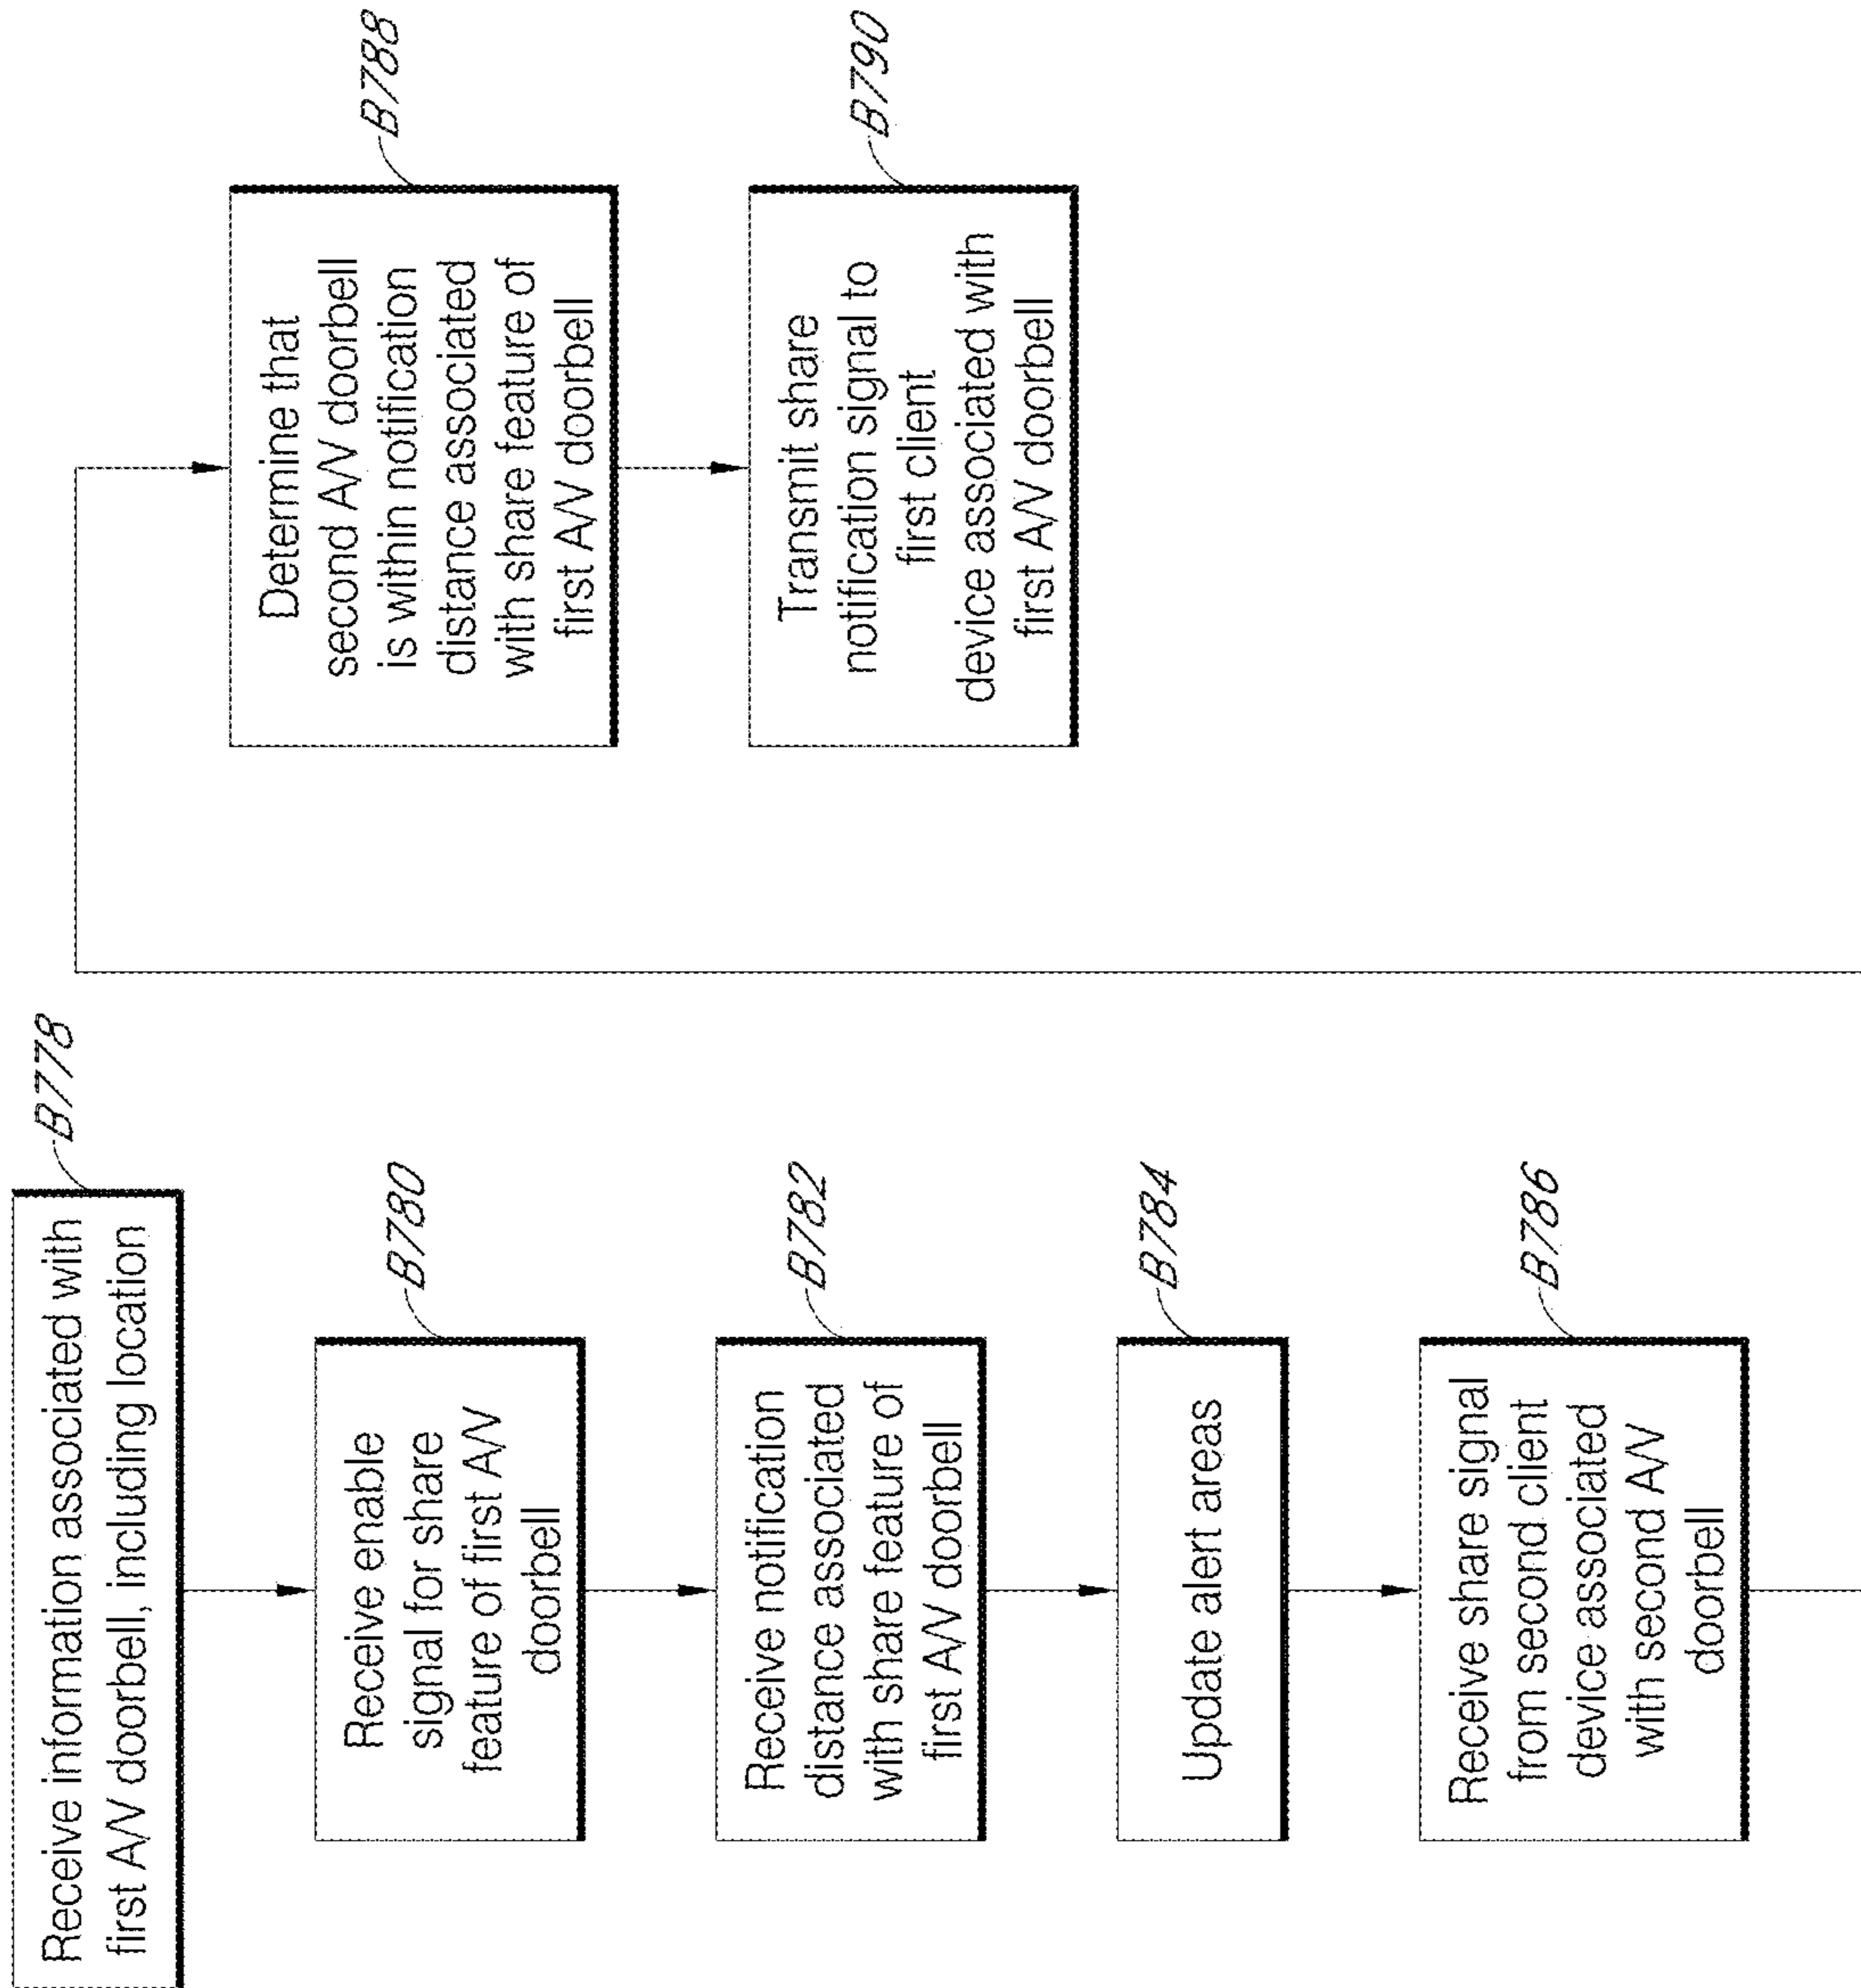 Receive information associated with
first A/V doorbell, including location
B778
Receive enable
signal for share
feature of first A/V
doorbell
B780
Receive notification
distance associated
with share feature of
first A/V doorbell
B782
Update alert areas
B784
Receive share signal
from second client
device associated
with second A/V
doorbell
B786
Determine that
second A/V doorbell
is within notification
distance associated
with share feature of
first A/V doorbell
B788
Transmit share
notification signal to
first client
device associated with
first A/V doorbell
B790